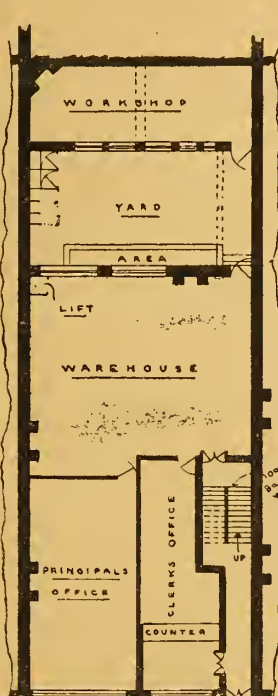 WORKSHOP
YARD
AREA
LIFT
WAREHOUSE
PRINCIPALS
OFFICE
CLERKS OFFICE
COUNTER
UP